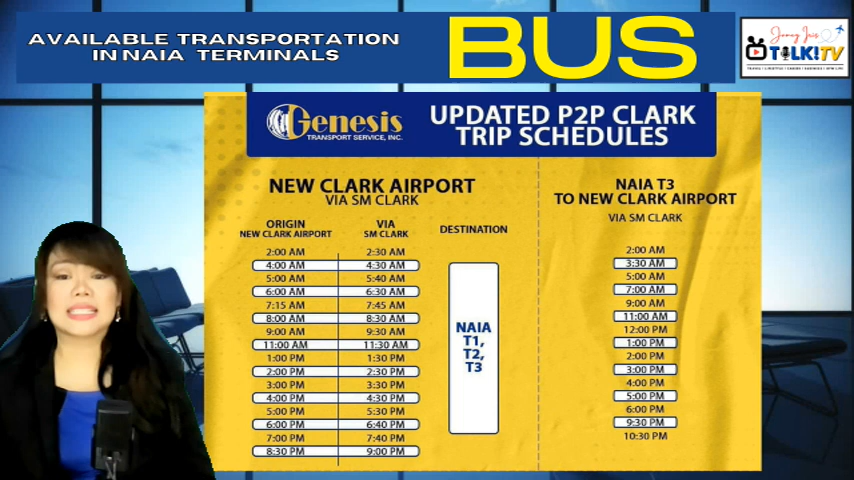 AVAILABLE TRANSPORTATION
IN NAIA TERMINALS
BUS
Jonny Jais
TALK!TV
Genesis
TRANSPORT SERVICE, INC.
UPDATED P2P CLARK
TRIP SCHEDULES
NEW CLARK AIRPORT
VIA SM CLARK
ORIGIN
NEW CLARK AIRPORT
VIA
SM CLARK
DESTINATION
2:00 AM 2:30 AM
4:00 AM 4:30 AM
5:00 AM 5:40 AM
6:00 AM 6:30 AM
7:15 AM 7:45 AM
8:00 AM 8:30 AM
9:00 AM 9:30 AM
11:00 AM 11:30 AM
1:00 PM 1:30 PM
2:00 PM 2:30 PM
3:00 PM 3:30 PM
4:00 PM 4:30 PM
5:00 PM 5:30 PM
6:00 PM 6:40 PM
7:00 PM 7:40 PM
8:30 PM 9:00 PM
NAIA
T1,
T2,
T3
NAIA T3
TO NEW CLARK AIRPORT
VIA SM CLARK
2:00 AM
3:30 AM
5:00 AM
7:00 AM
9:00 AM
11:00 AM
12:00 PM
1:00 PM
2:00 PM
3:00 PM
4:00 PM
5:00 PM
6:00 PM
9:30 PM
10:30 PM